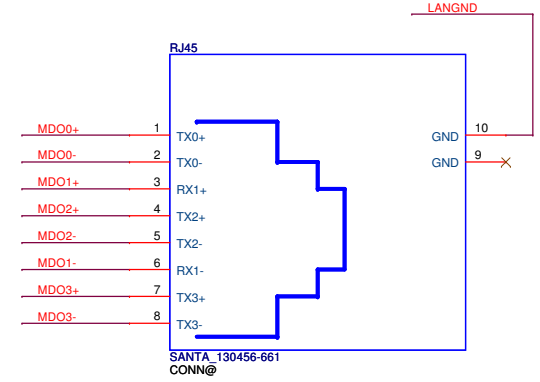 LANGND
RJ45
MDO0+ 1 TX0+ GND 10
MDO0- 2 TX0- GND 9
MDO1+ 3 RX1+
MDO2+ 4 TX2+
MDO2- 5 TX2-
MDO1- 6 RX1-
MDO3+ 7 TX3+
MDO3- 8 TX3-
SANTA_130456-661
CONN@